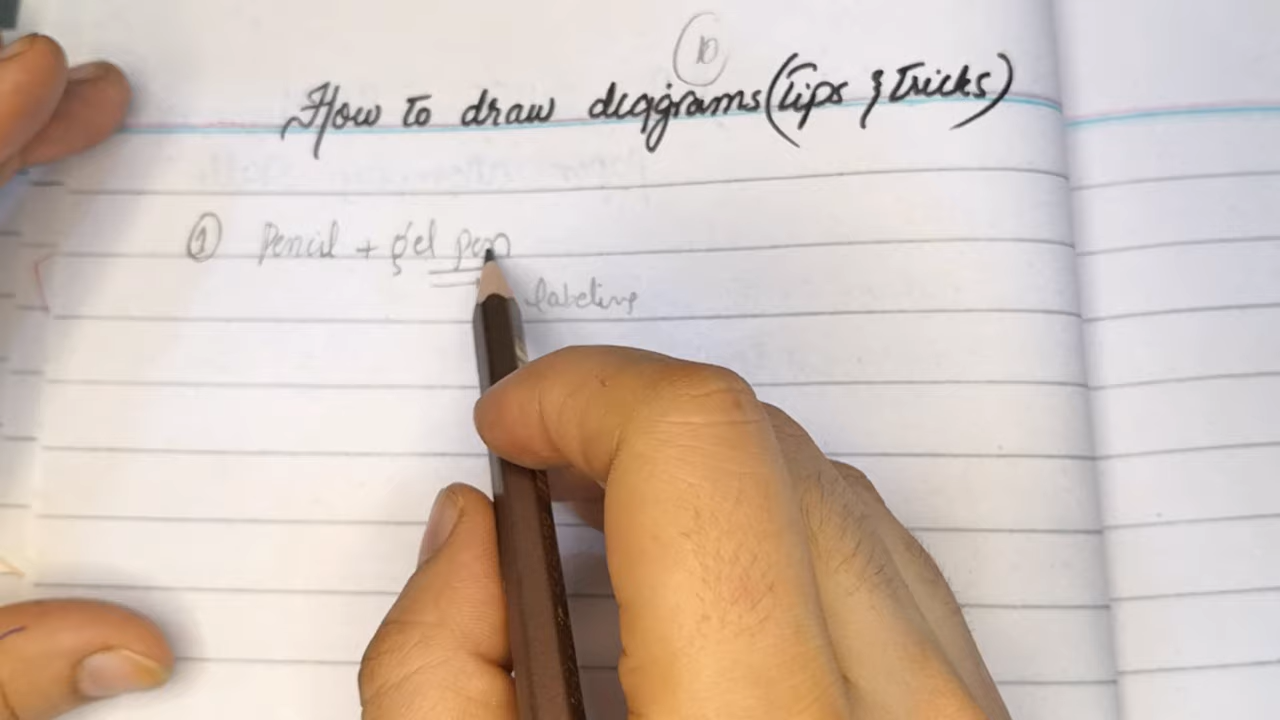 10
How to draw diagrams (Tips & Tricks)
① Pencil + gel pen
labeling